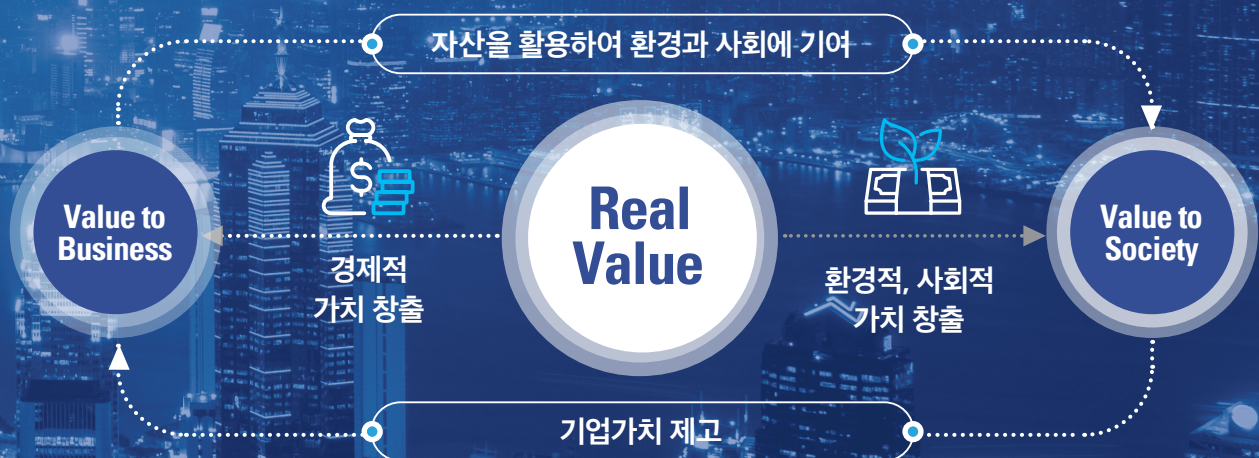 자산을 활용하여 환경과 사회에 기여
Value to
Business
경제적
가치 창출
Real
Value
환경적, 사회적
가치 창출
Value to
Society
기업가치 제고